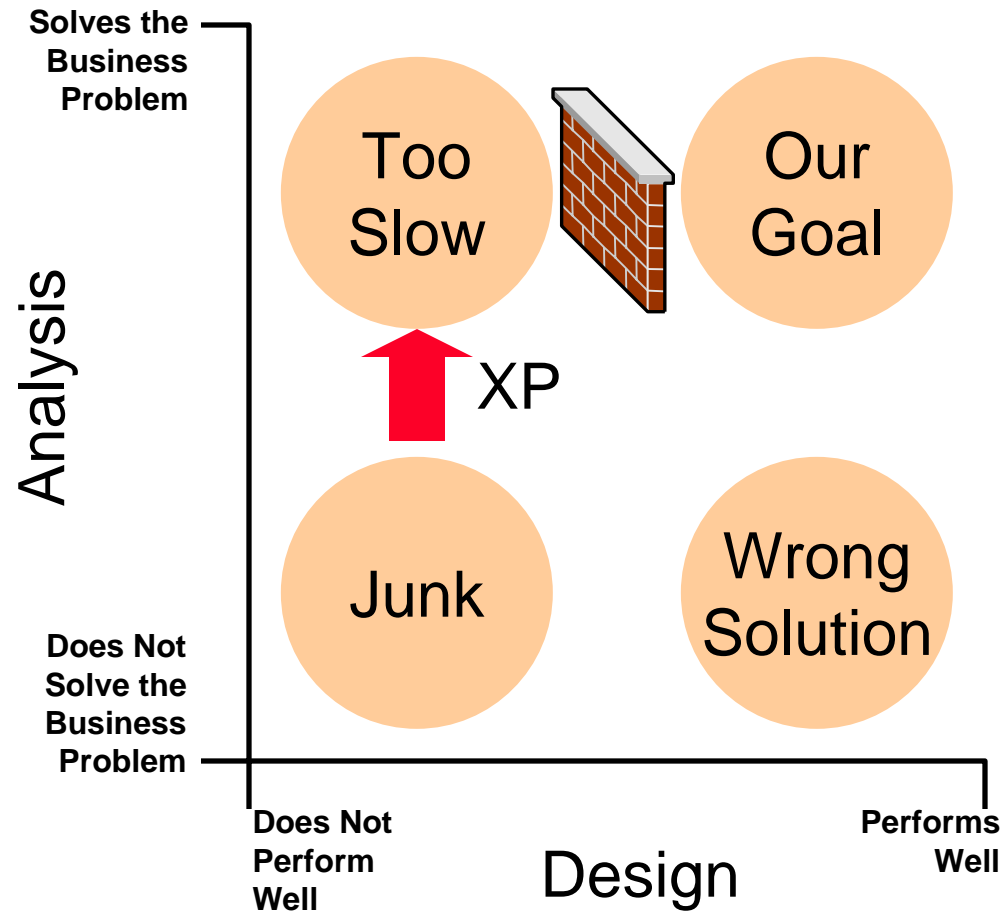 Solves the
Business
Problem
Too
Slow
Our
Goal
Analysis
XP
Junk
Wrong
Solution
Does Not
Solve the
Business
Problem
Does Not
Perform
Well
Design
Performs
Well